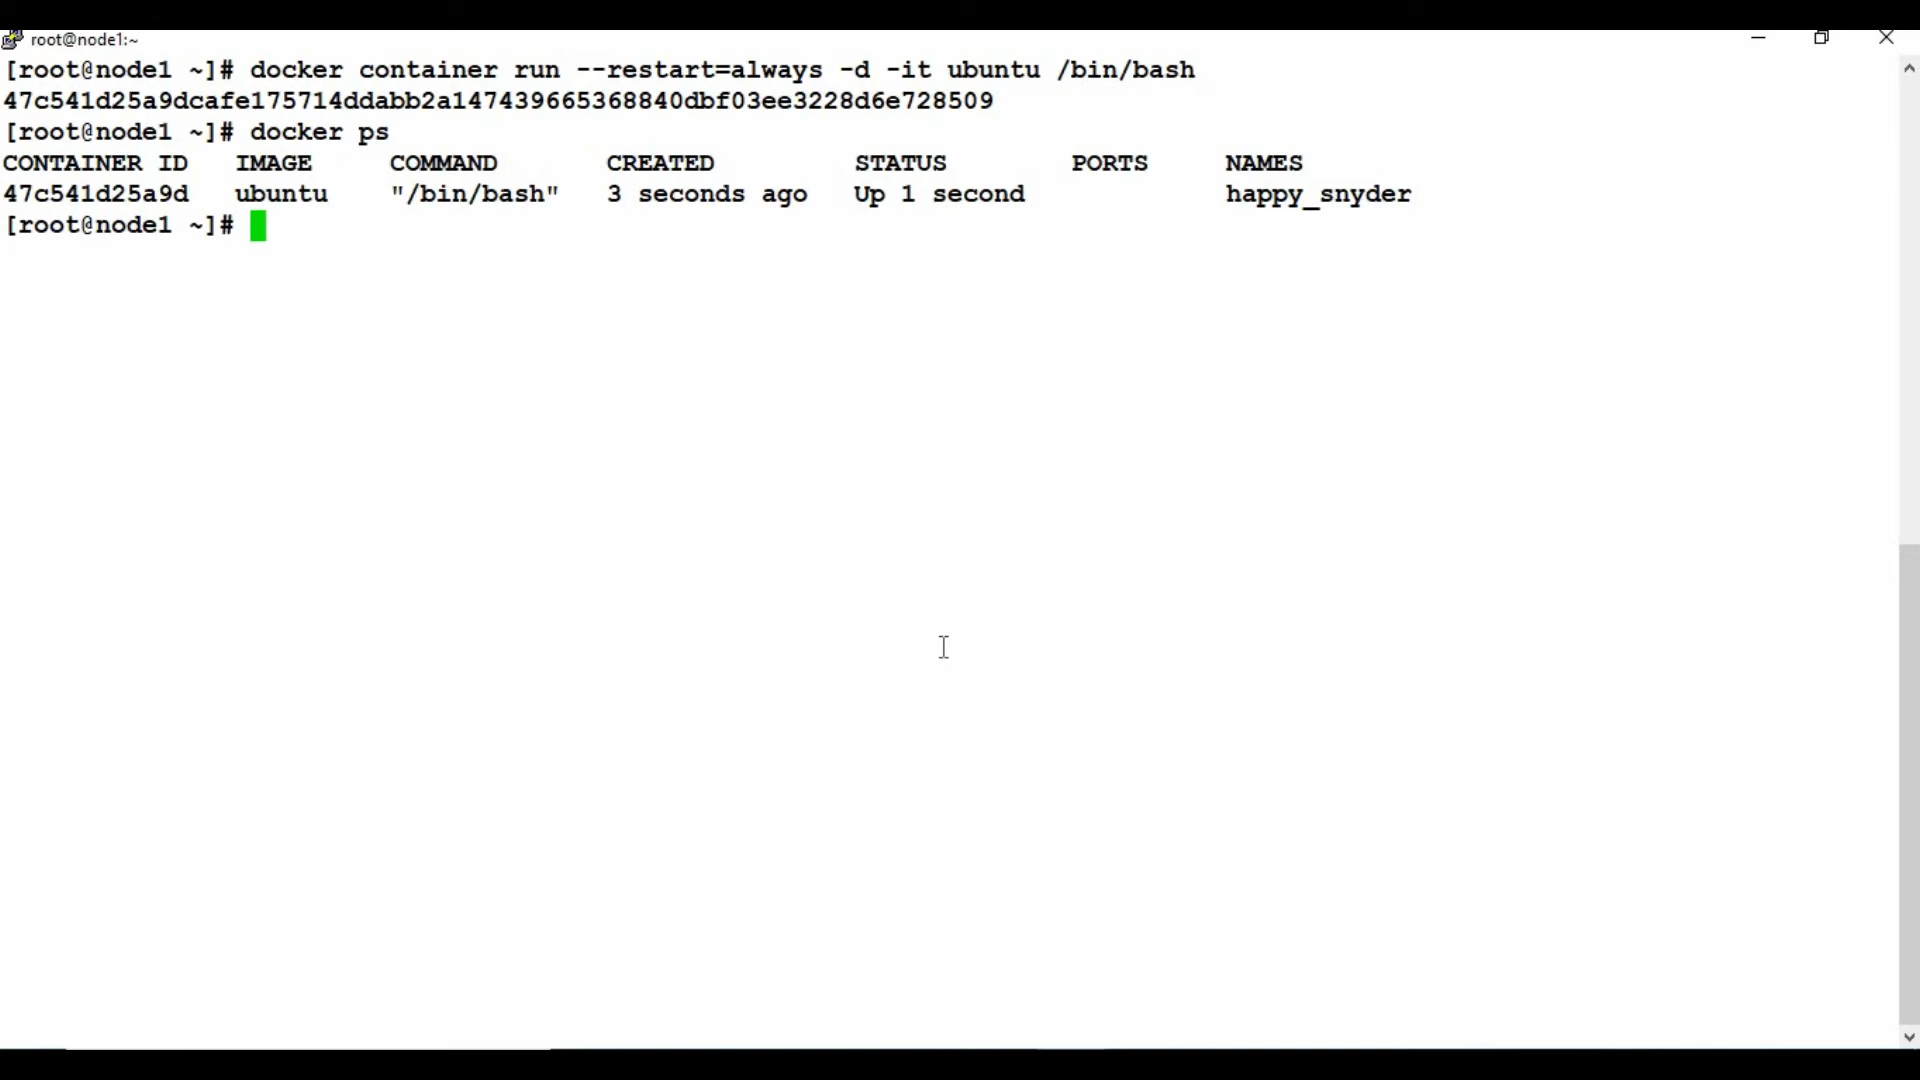 root@node1:~
[root@node1 ~]# docker container run --restart=always -d -it ubuntu /bin/bash
47c541d25a9dcafe175714ddabb2a147439665368840dbf03ee3228d6e728509
[root@node1 ~]# docker ps
CONTAINER ID   IMAGE     COMMAND       CREATED         STATUS        PORTS     NAMES
47c541d25a9d   ubuntu    "/bin/bash"   3 seconds ago   Up 1 second             happy_snyder
[root@node1 ~]#